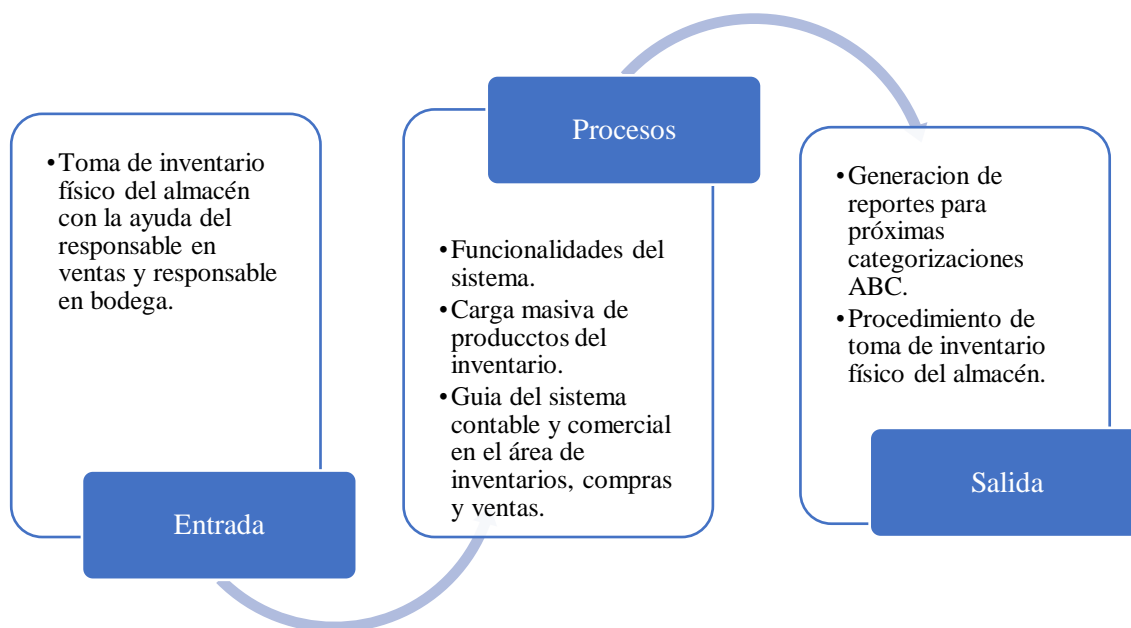 •Toma de inventario
físico del almacén
con la ayuda del
responsable en
ventas y responsable
en bodega.
Entrada
Procesos
•Funcionalidades del
sistema.
•Carga masiva de
producctos del
inventario.
•Guia del sistema
contable y comercial
en el área de
inventarios, compras
y ventas.
•Generacion de
reportes para
próximas
categorizaciones
ABC.
•Procedimiento de
toma de inventario
físico del almacén.
Salida